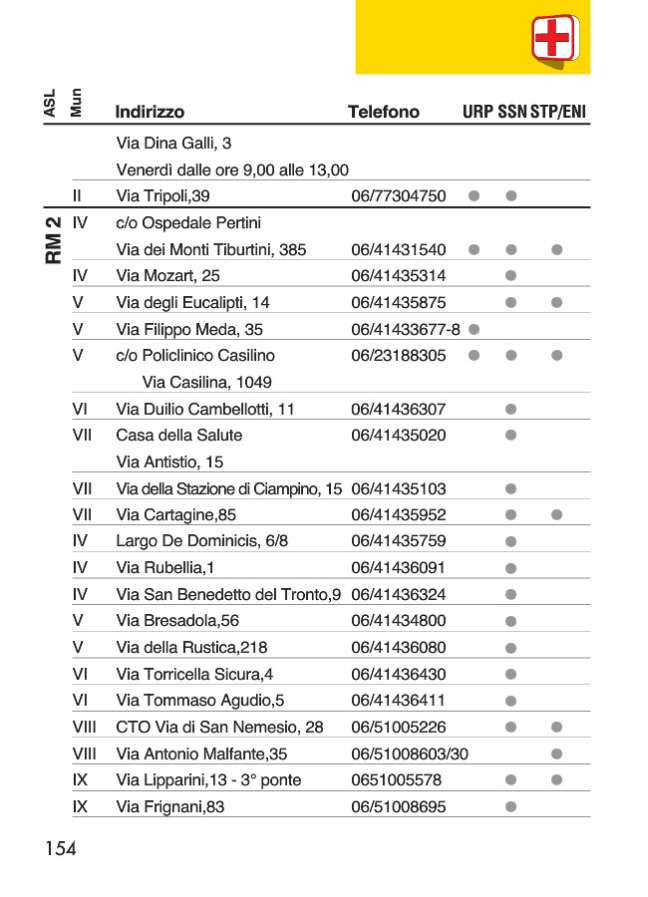 ASL Mun Indirizzo Telefono URP SSN STP/ENI
Via Dina Galli, 3
Venerdì dalle ore 9,00 alle 13,00
II Via Tripoli,39 06/77304750
RM 2
IV c/o Ospedale Pertini
Via dei Monti Tiburtini, 385 06/41431540
IV Via Mozart, 25 06/41435314
V Via degli Eucalipti, 14 06/41435875
V Via Filippo Meda, 35 06/41433677-8
V c/o Policlinico Casilino 06/23188305
Via Casilina, 1049
VI Via Duilio Cambellotti, 11 06/41436307
VII Casa della Salute 06/41435020
Via Antistio, 15
VII Via della Stazione di Ciampino, 15 06/41435103
VII Via Cartagine,85 06/41435952
IV Largo De Dominicis, 6/8 06/41435759
IV Via Rubellia,1 06/41436091
IV Via San Benedetto del Tronto,9 06/41436324
V Via Bresadola,56 06/41434800
V Via della Rustica,218 06/41436080
VI Via Torricella Sicura,4 06/41436430
VI Via Tommaso Agudio,5 06/41436411
VIII CTO Via di San Nemesio, 28 06/51005226
VIII Via Antonio Malfante,35 06/51008603/30
IX Via Lipparini,13 - 3° ponte 0651005578
IX Via Frignani,83 06/51008695
154